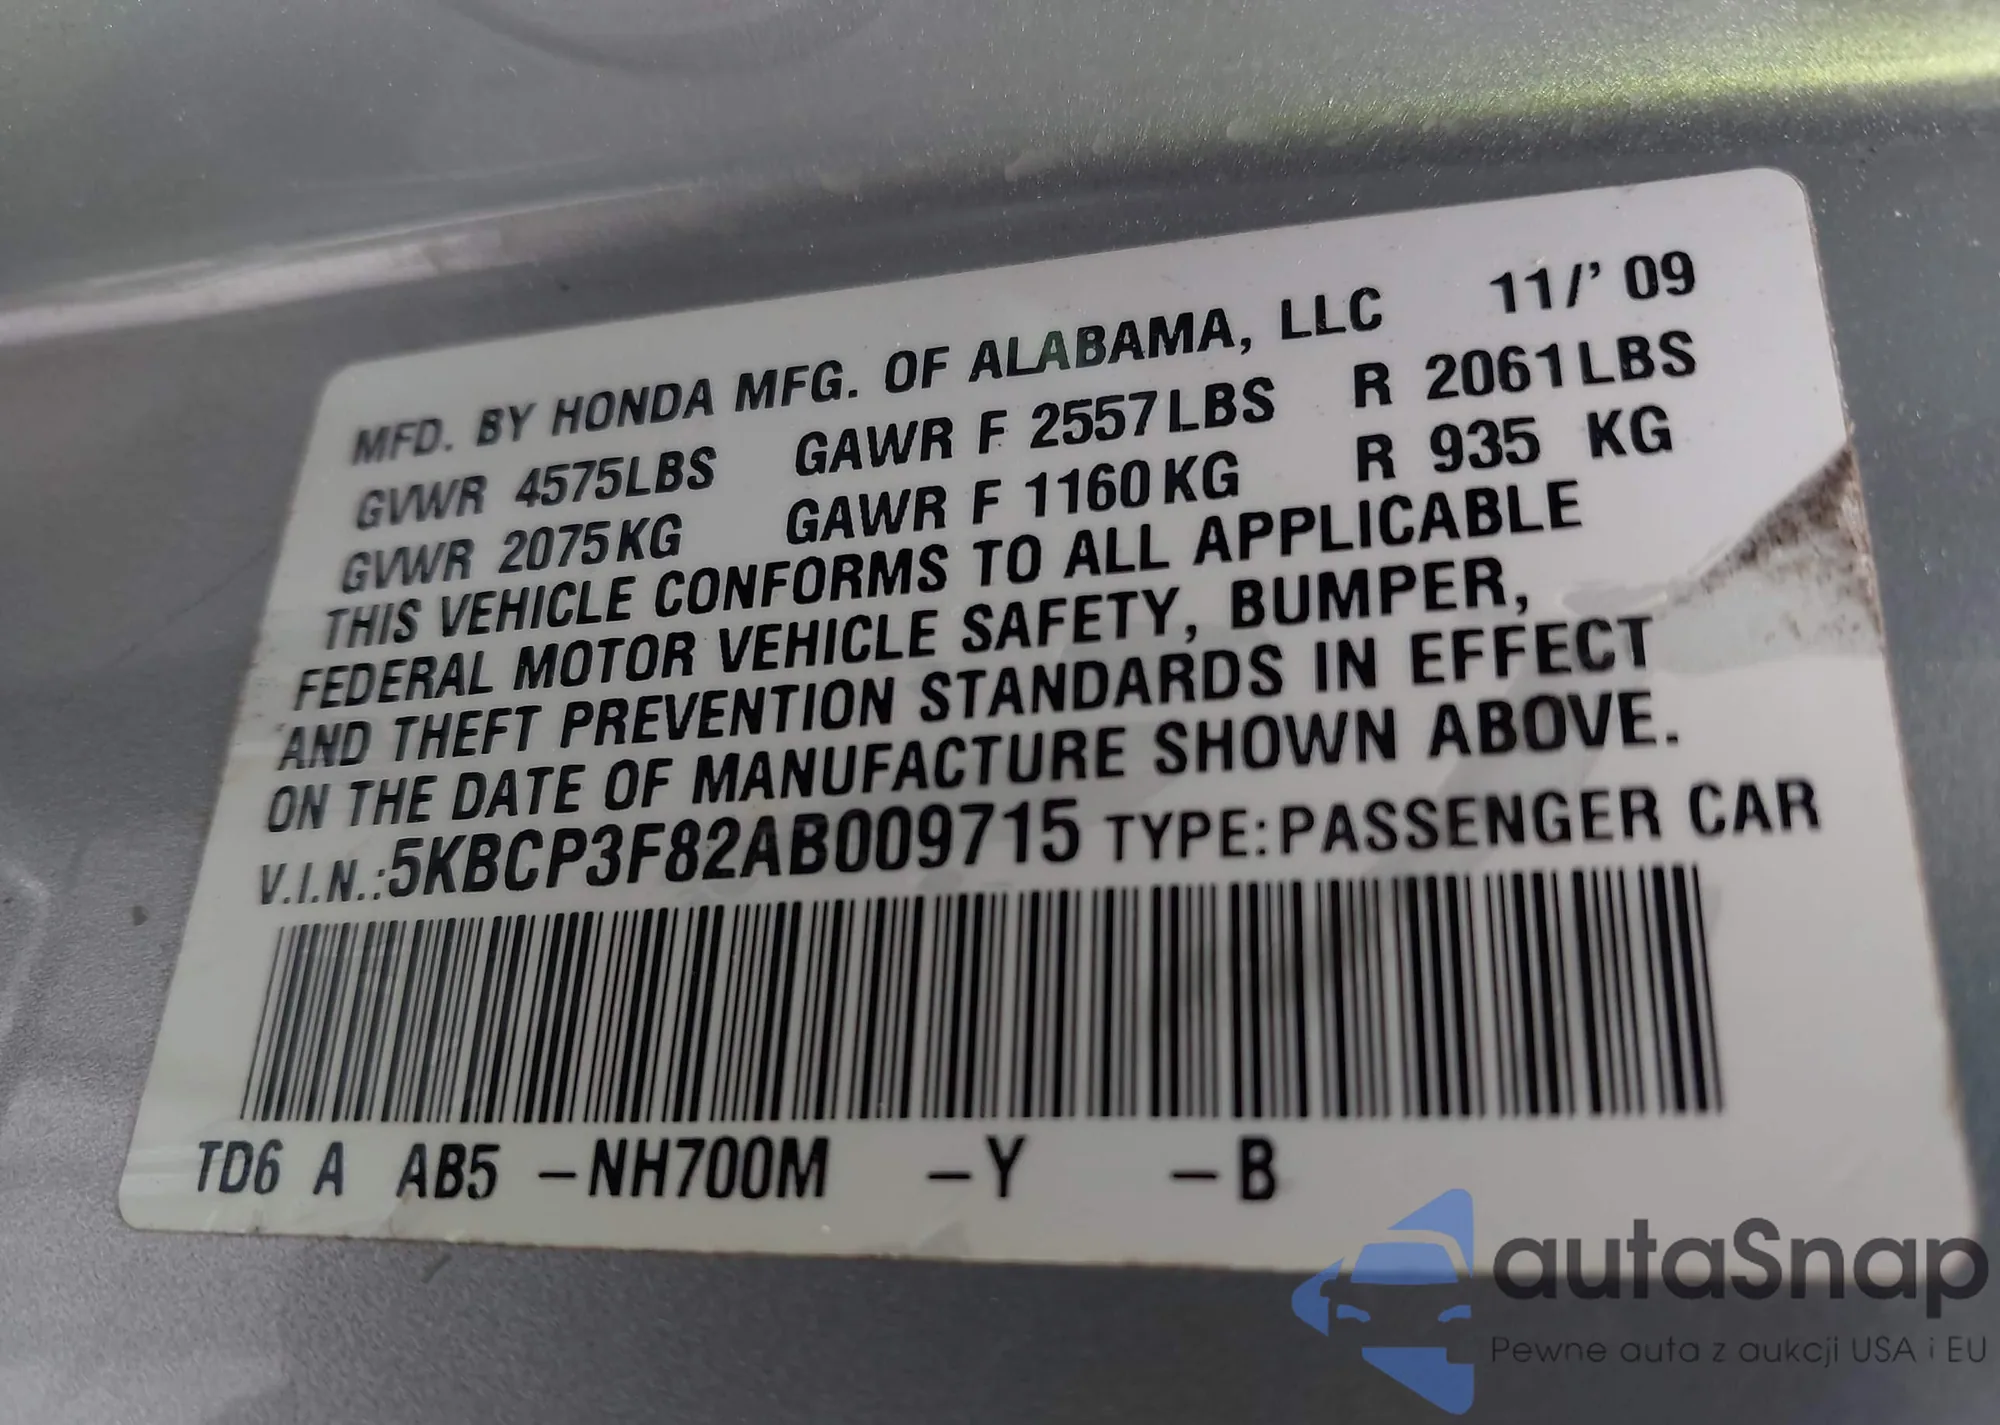 MFD. BY HONDA MFG. OF ALABAMA, LLC 11/' 09
GVWR 4575LBS GAWR F 2557LBS R 2061LBS
GVWR 2075KG GAWR F 1160KG R 935 KG
THIS VEHICLE CONFORMS TO ALL APPLICABLE
FEDERAL MOTOR VEHICLE SAFETY, BUMPER,
AND THEFT PREVENTION STANDARDS IN EFFECT
ON THE DATE OF MANUFACTURE SHOWN ABOVE.
V.I.N.:5KBCP3F82AB009715 TYPE:PASSENGER CAR
TD6 A AB5 –NH700M –Y –B
autaSnap
Pewne auta z aukcji USA i EU